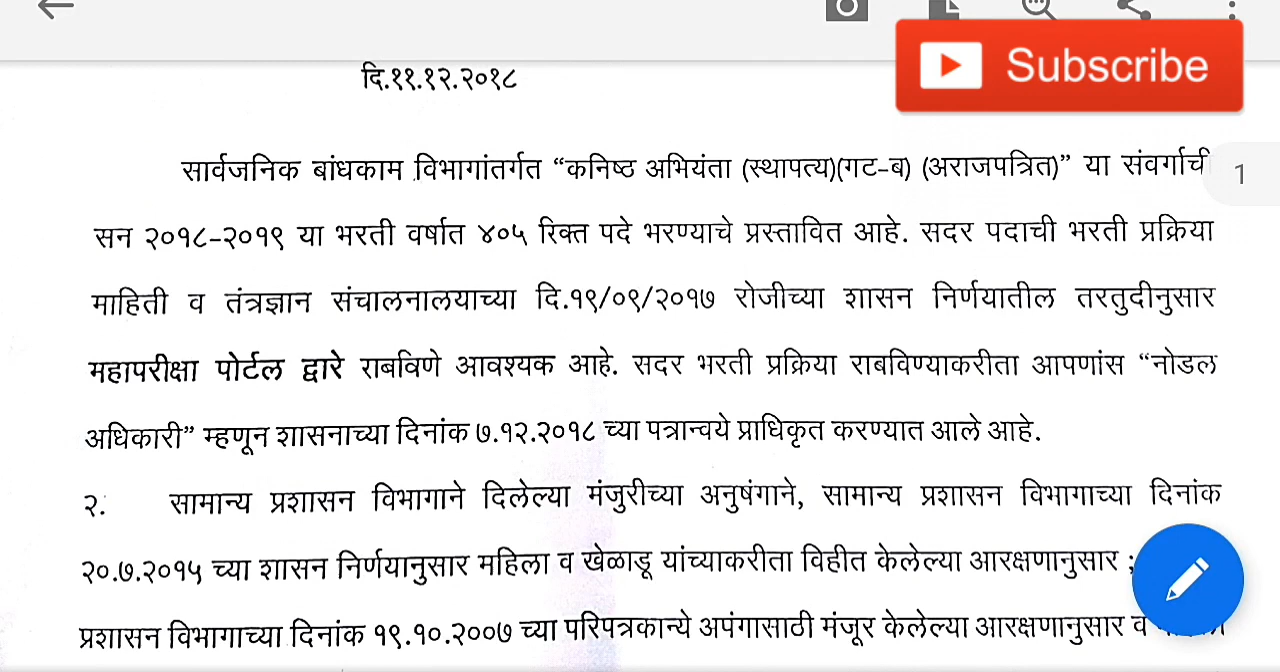 Subscribe
दि.११.१२.२०१८
सार्वजनिक बांधकाम विभागांतर्गत “कनिष्ठ अभियंता (स्थापत्य)(गट-ब) (अराजपत्रित)” या संवर्गाची
1
सन २०१८-२०१९ या भरती वर्षात ४०५ रिक्त पदे भरण्याचे प्रस्तावित आहे. सदर पदाची भरती प्रक्रिया
माहिती व तंत्रज्ञान संचालनालयाच्या दि.१९/०९/२०१७ रोजीच्या शासन निर्णयातील तरतुदीनुसार
महापरीक्षा पोर्टल द्वारे राबविणे आवश्यक आहे. सदर भरती प्रक्रिया राबविण्याकरीता आपणांस “नोडल
अधिकारी” म्हणून शासनाच्या दिनांक ७.१२.२०१८ च्या पत्रान्वये प्राधिकृत करण्यात आले आहे.
२. सामान्य प्रशासन विभागाने दिलेल्या मंजुरीच्या अनुषंगाने, सामान्य प्रशासन विभागाच्या दिनांक
२०.७.२०१५ च्या शासन निर्णयानुसार महिला व खेळाडू यांच्याकरीता विहीत केलेल्या आरक्षणानुसार ;
प्रशासन विभागाच्या दिनांक १९.१०.२००७ च्या परिपत्रकान्ये अपंगासाठी मंजूर केलेल्या आरक्षणानुसार व